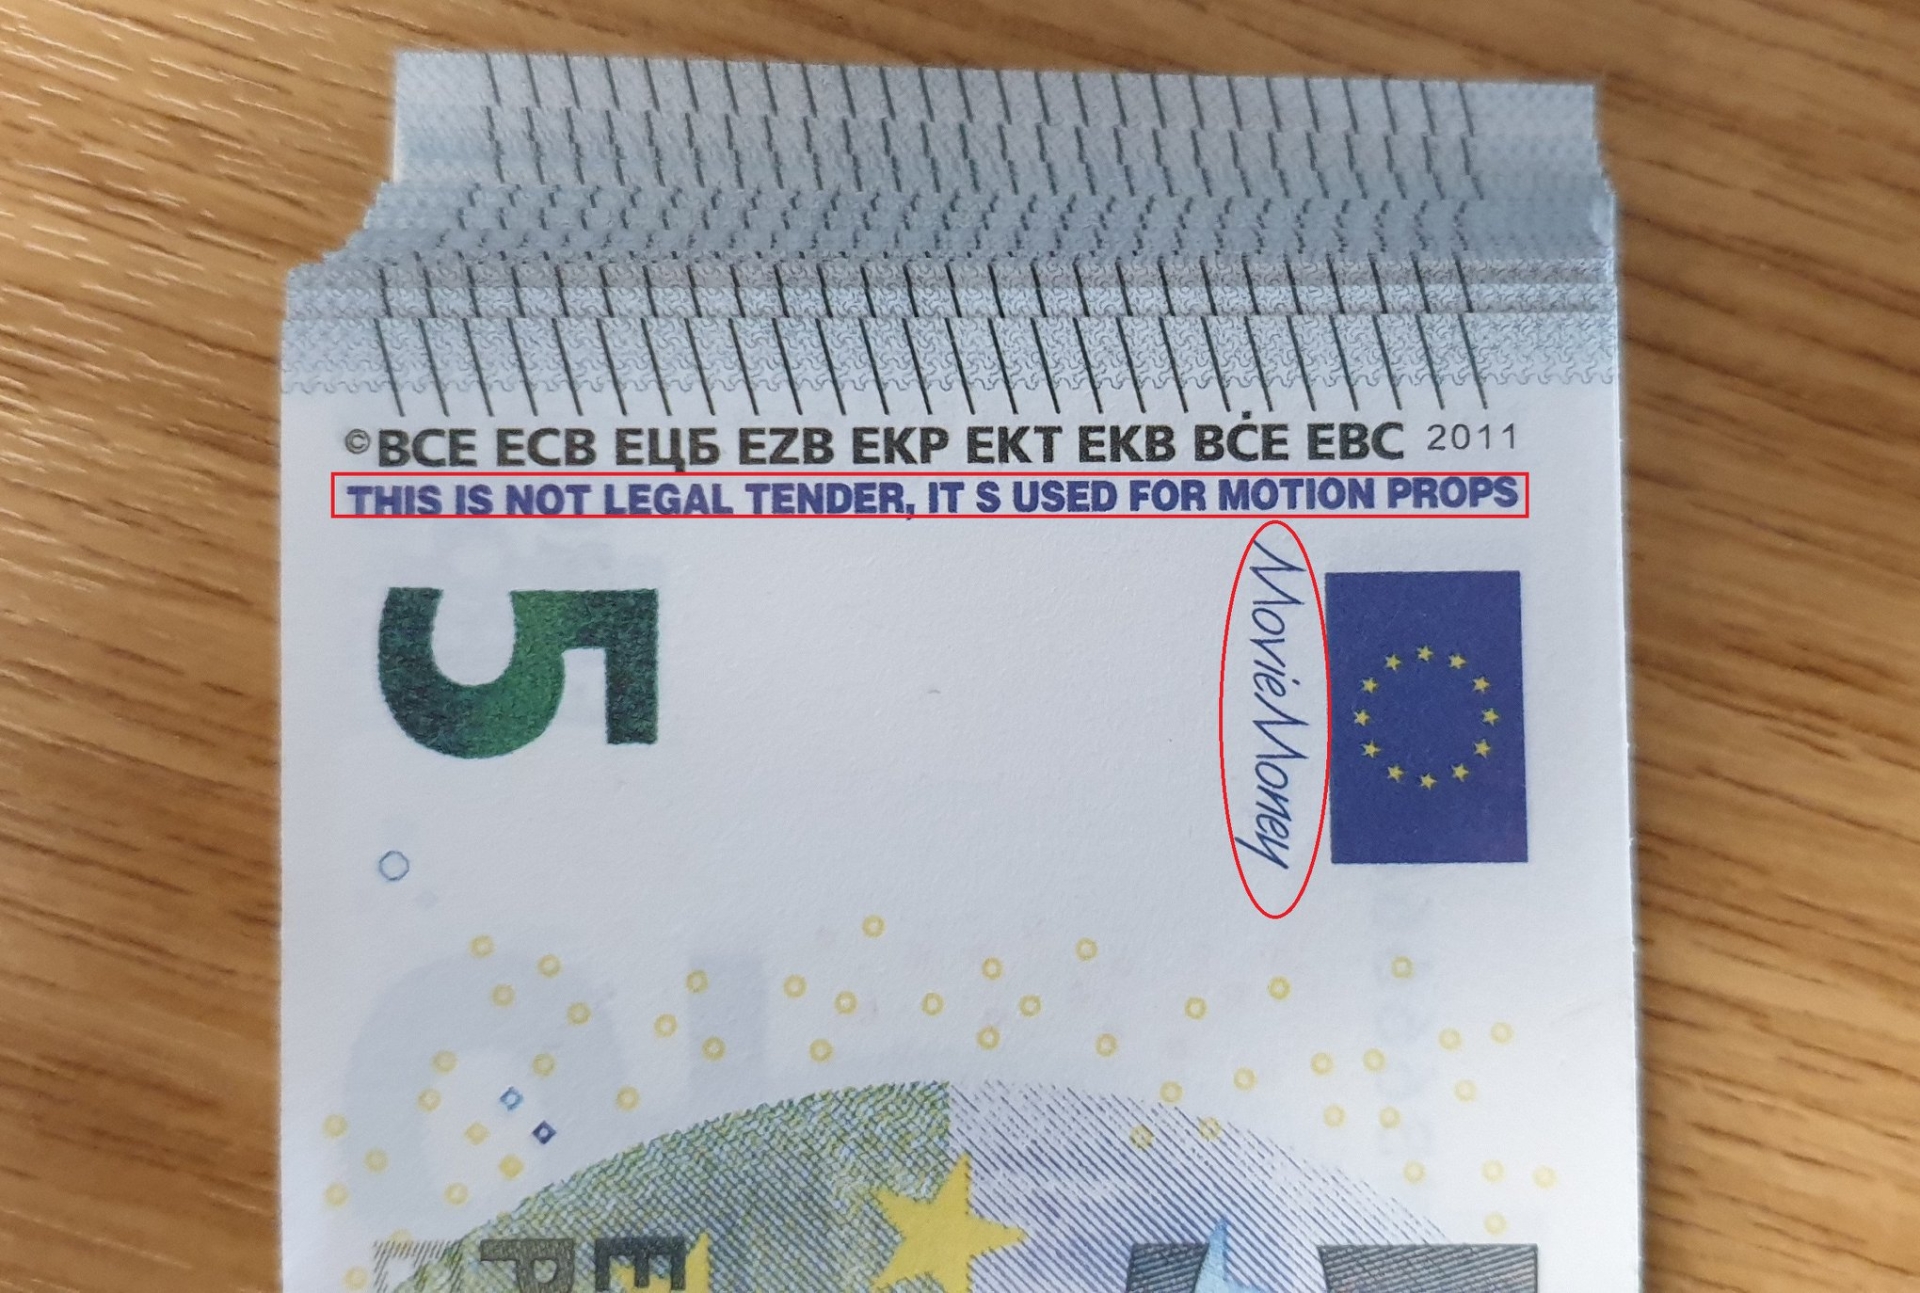 ©BCE ECB ЕЦБ EZB EKP EKT EKB BĊE EBC 2011
THIS IS NOT LEGAL TENDER, IT S USED FOR MOTION PROPS
5
MovieMoney